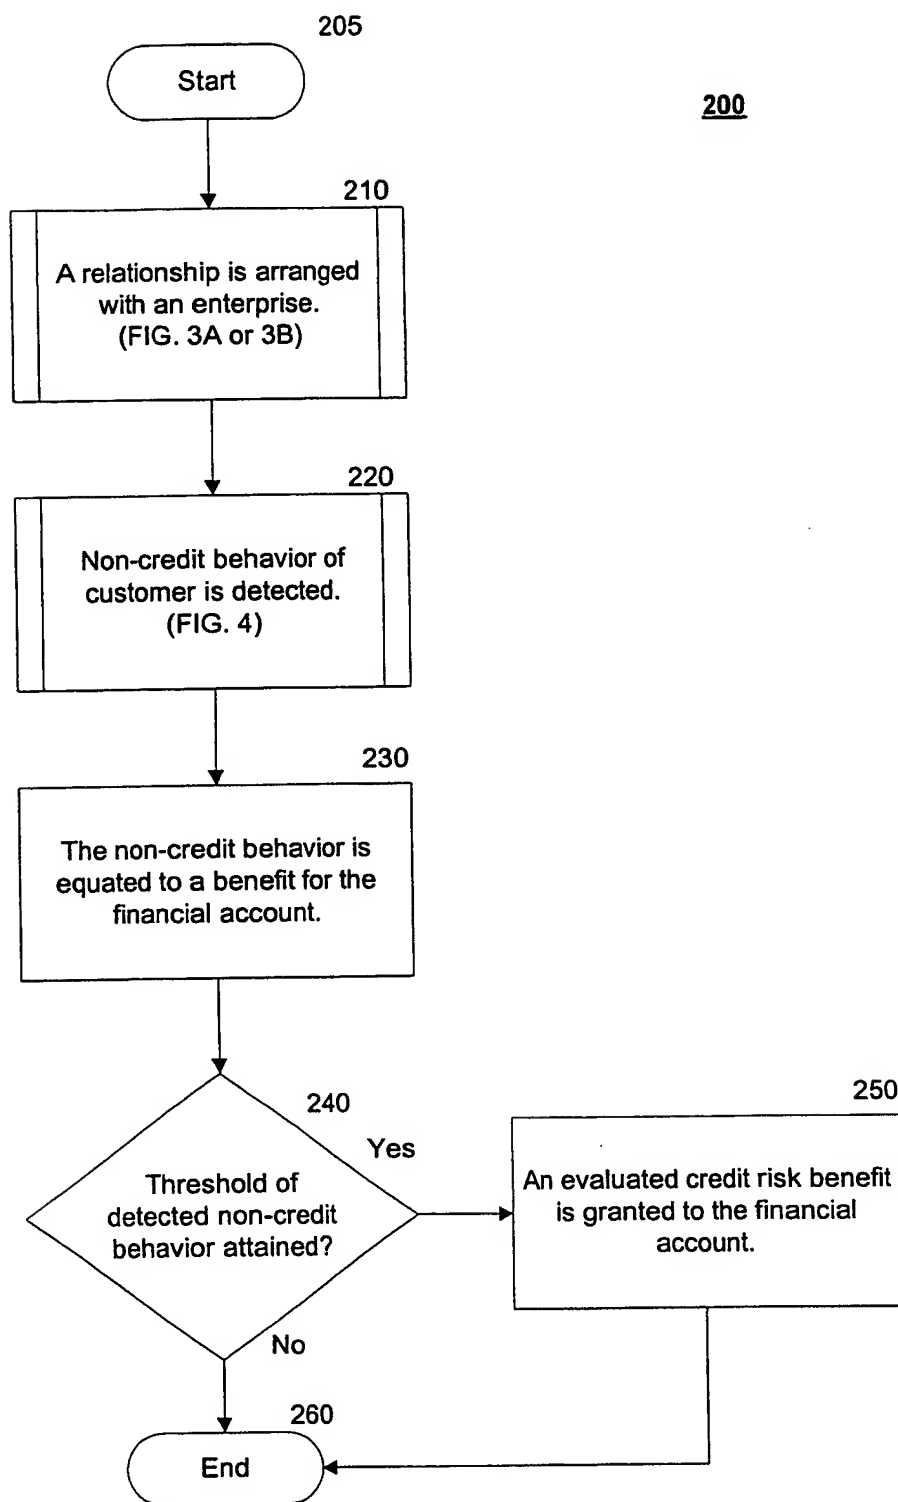 205
Start
200
210
A relationship is arranged
with an enterprise.
(FIG. 3A or 3B)
220
Non-credit behavior of
customer is detected.
(FIG. 4)
230
The non-credit behavior is
equated to a benefit for the
financial account.
240
Yes
Threshold of
detected non-credit
behavior attained?
No
250
An evaluated credit risk benefit
is granted to the financial
account.
260
End